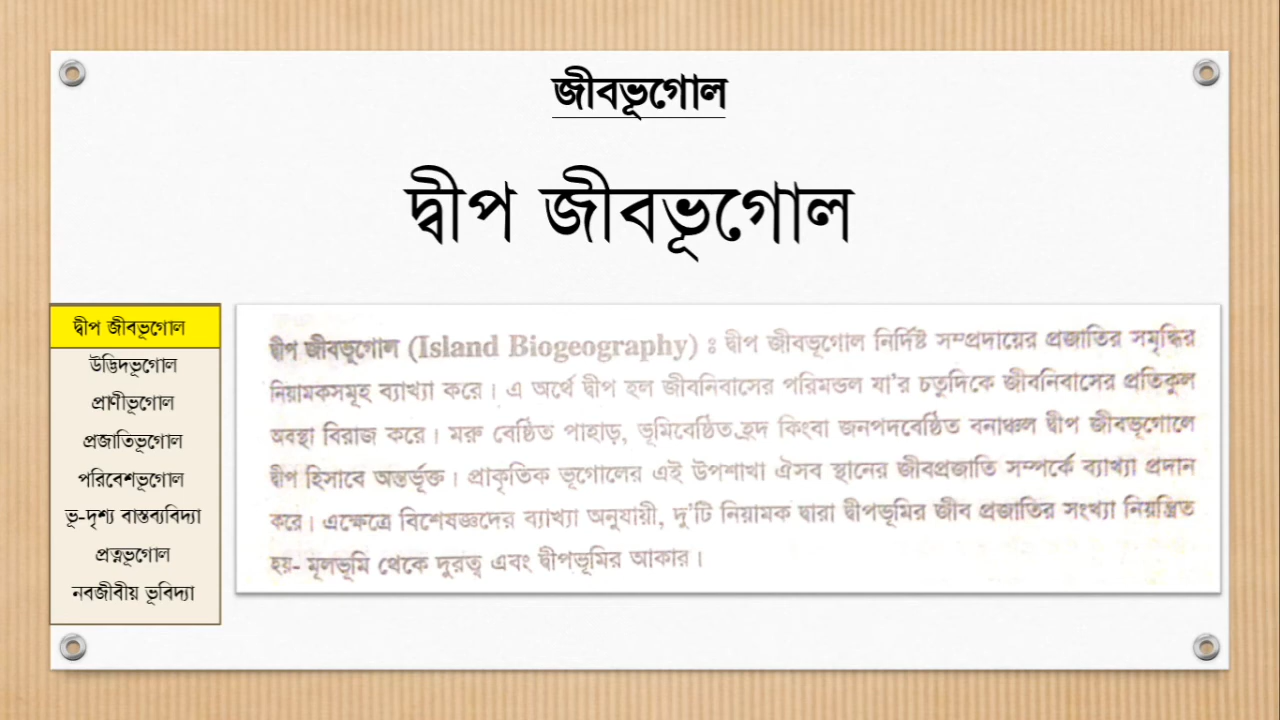 জীবভূগোল
দ্বীপ জীবভূগোল
দ্বীপ জীবভূগোল
উদ্ভিদভূগোল
প্রাণীভূগোল
প্রজাতিভূগোল
পরিবেশভূগোল
ভূ-দৃশ্য বাস্তব্যবিদ্যা
প্রত্নভূগোল
নবজীবীয় ভূবিদ্যা
দ্বীপ জীবভূগোল (Island Biogeography) ঃ দ্বীপ জীবভূগোল নির্দিষ্ট সম্প্রদায়ের প্রজাতির সমৃদ্ধির
নিয়ামকসমূহ ব্যাখ্যা করে। এ অর্থে দ্বীপ হল জীবনিবাসের পরিমন্ডল যা'র চতুদিকে জীবনিবাসের প্রতিকুল
অবস্থা বিরাজ করে। মরু বেষ্ঠিত পাহাড়, ভূমিবেষ্ঠিত হ্রদ কিংবা জনপদবেষ্ঠিত বনাঞ্চল দ্বীপ জীবভূগোলে
দ্বীপ হিসাবে অন্তর্ভূক্ত। প্রাকৃতিক ভূগোলের এই উপশাখা ঐসব স্থানের জীবপ্রজাতি সম্পর্কে ব্যাখ্যা প্রদান
করে। এক্ষেত্রে বিশেষজ্ঞদের ব্যাখ্যা অনুযায়ী, দু'টি নিয়ামক দ্বারা দ্বীপভূমির জীব প্রজাতির সংখ্যা নিয়ন্ত্রিত
হয়- মূলভূমি থেকে দুরত্ব এবং দ্বীপভূমির আকার।